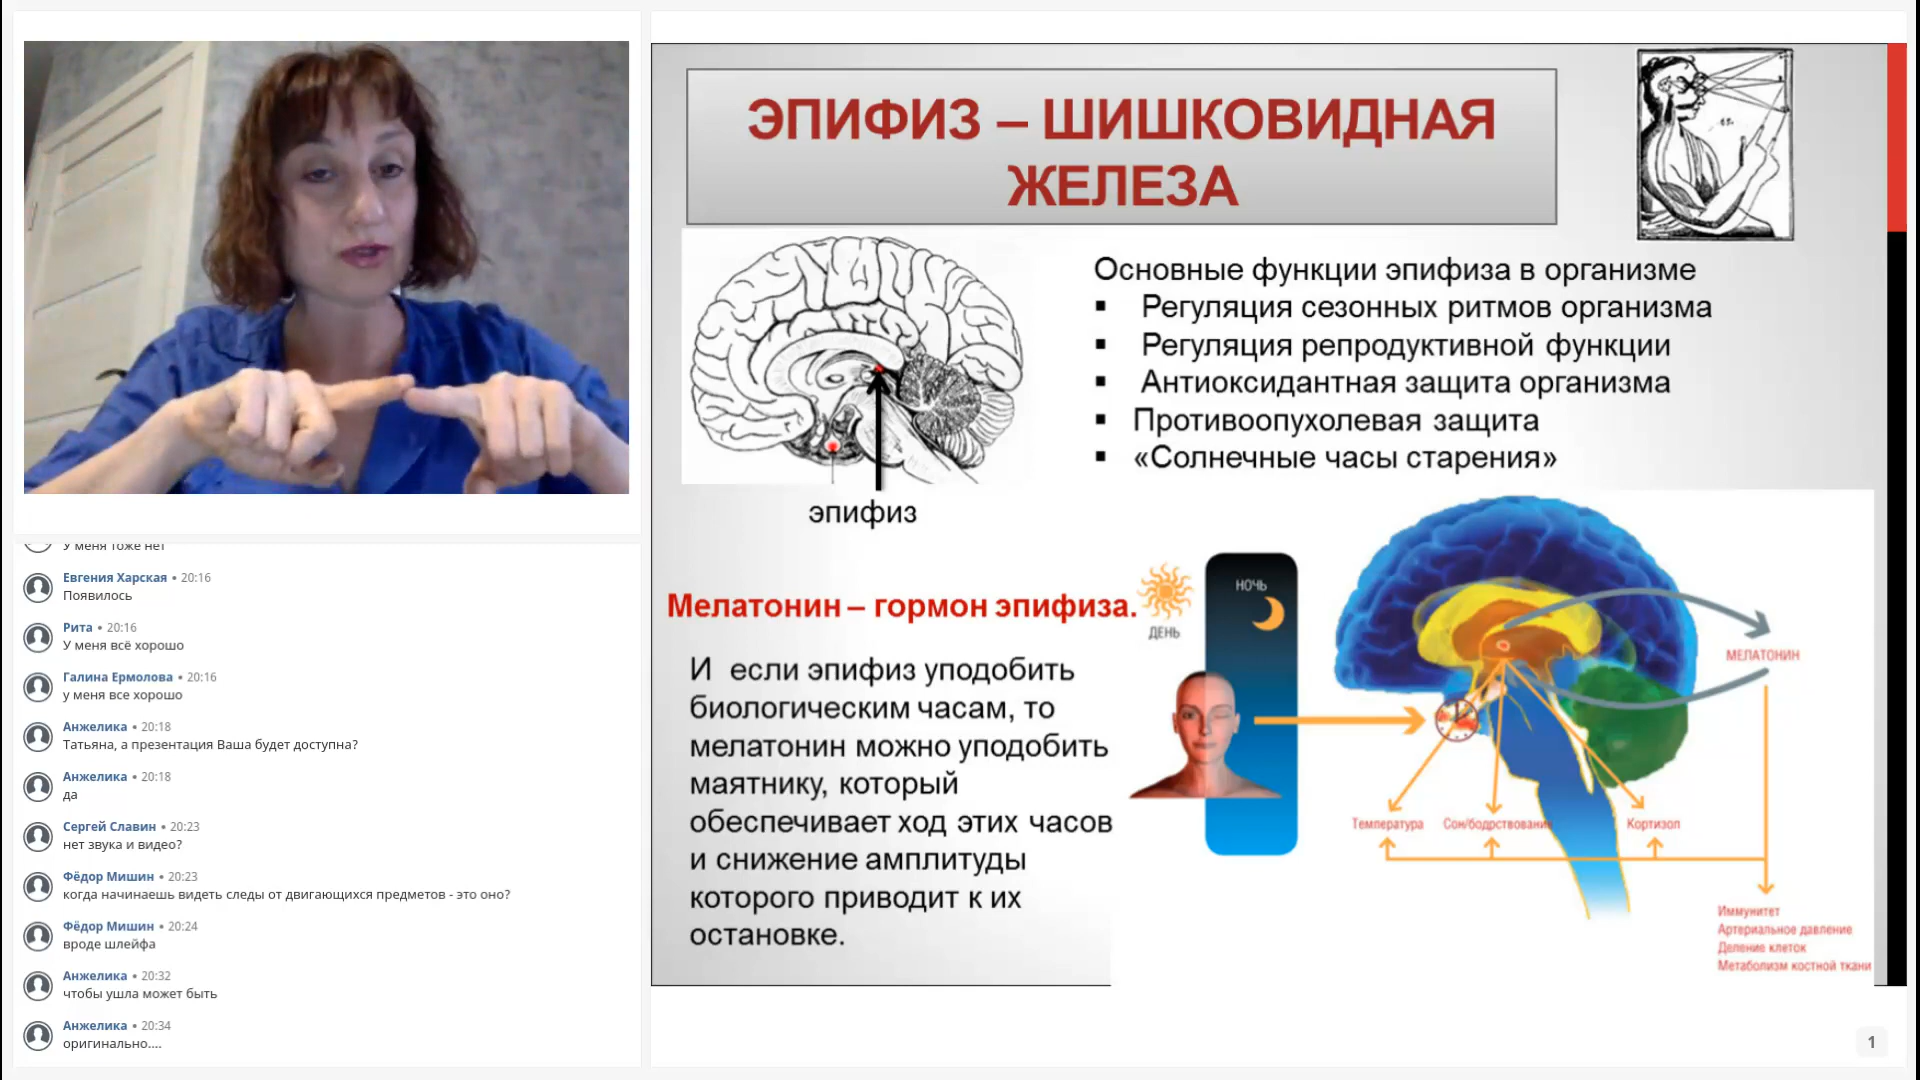 У меня тоже нет
Евгения Харская • 20:16
Появилось
Рита • 20:16
У меня всё хорошо
Галина Ермолова • 20:16
у меня все хорошо
Анжелика • 20:18
Татьяна, а презентация Ваша будет доступна?
Анжелика • 20:18
да
Сергей Славин • 20:23
нет звука и видео?
Фёдор Мишин • 20:23
когда начинаешь видеть следы от двигающихся предметов - это оно?
Фёдор Мишин • 20:24
вроде шлейфа
Анжелика • 20:32
чтобы ушла может быть
Анжелика • 20:34
оригинально....
ЭПИФИЗ – ШИШКОВИДНАЯ
ЖЕЛЕЗА
Основные функции эпифиза в организме
▪ Регуляция сезонных ритмов организма
▪ Регуляция репродуктивной функции
▪ Антиоксидантная защита организма
▪ Противоопухолевая защита
▪ «Солнечные часы старения»
эпифиз
Мелатонин – гормон эпифиза.
И если эпифиз уподобить
биологическим часам, то
мелатонин можно уподобить
маятнику, который
обеспечивает ход этих часов
и снижение амплитуды
которого приводит к их
остановке.
ДЕНЬ
НОЧЬ
МЕЛАТОНИН
Температура
Сон/бодрствование
Кортизол
Иммунитет
Артериальное давление
Деление клеток
Метаболизм костной ткани
1